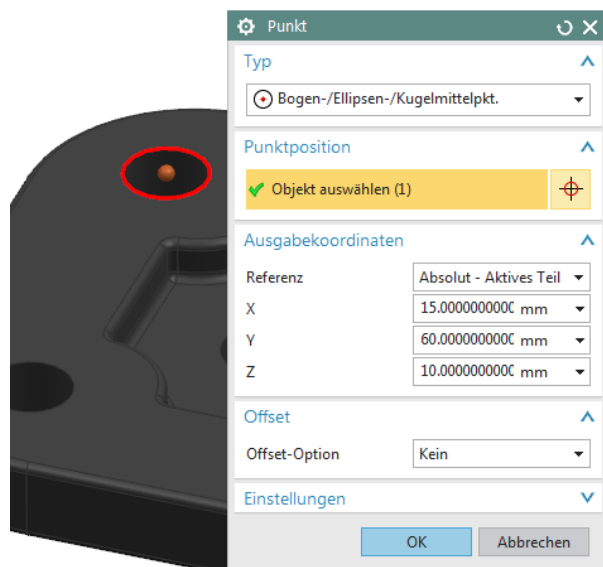 Punkt
Typ
Bogen-/Ellipsen-/Kugelmittelpkt.
Punktposition
Objekt auswählen (1)
Ausgabekoordinaten
Referenz Absolut - Aktives Teil
X 15.0000000000 mm
Y 60.0000000000 mm
Z 10.0000000000 mm
Offset
Offset-Option Kein
Einstellungen
OK Abbrechen